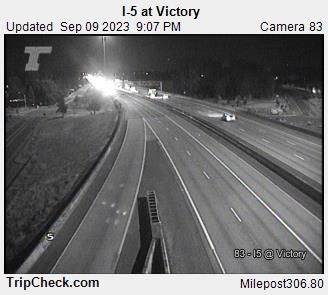 I-5 at Victory
Updated Sep 09 2023 9:07 PM Camera 83
T
5
83 - I5 @ Victory
TripCheck.com Milepost306.80